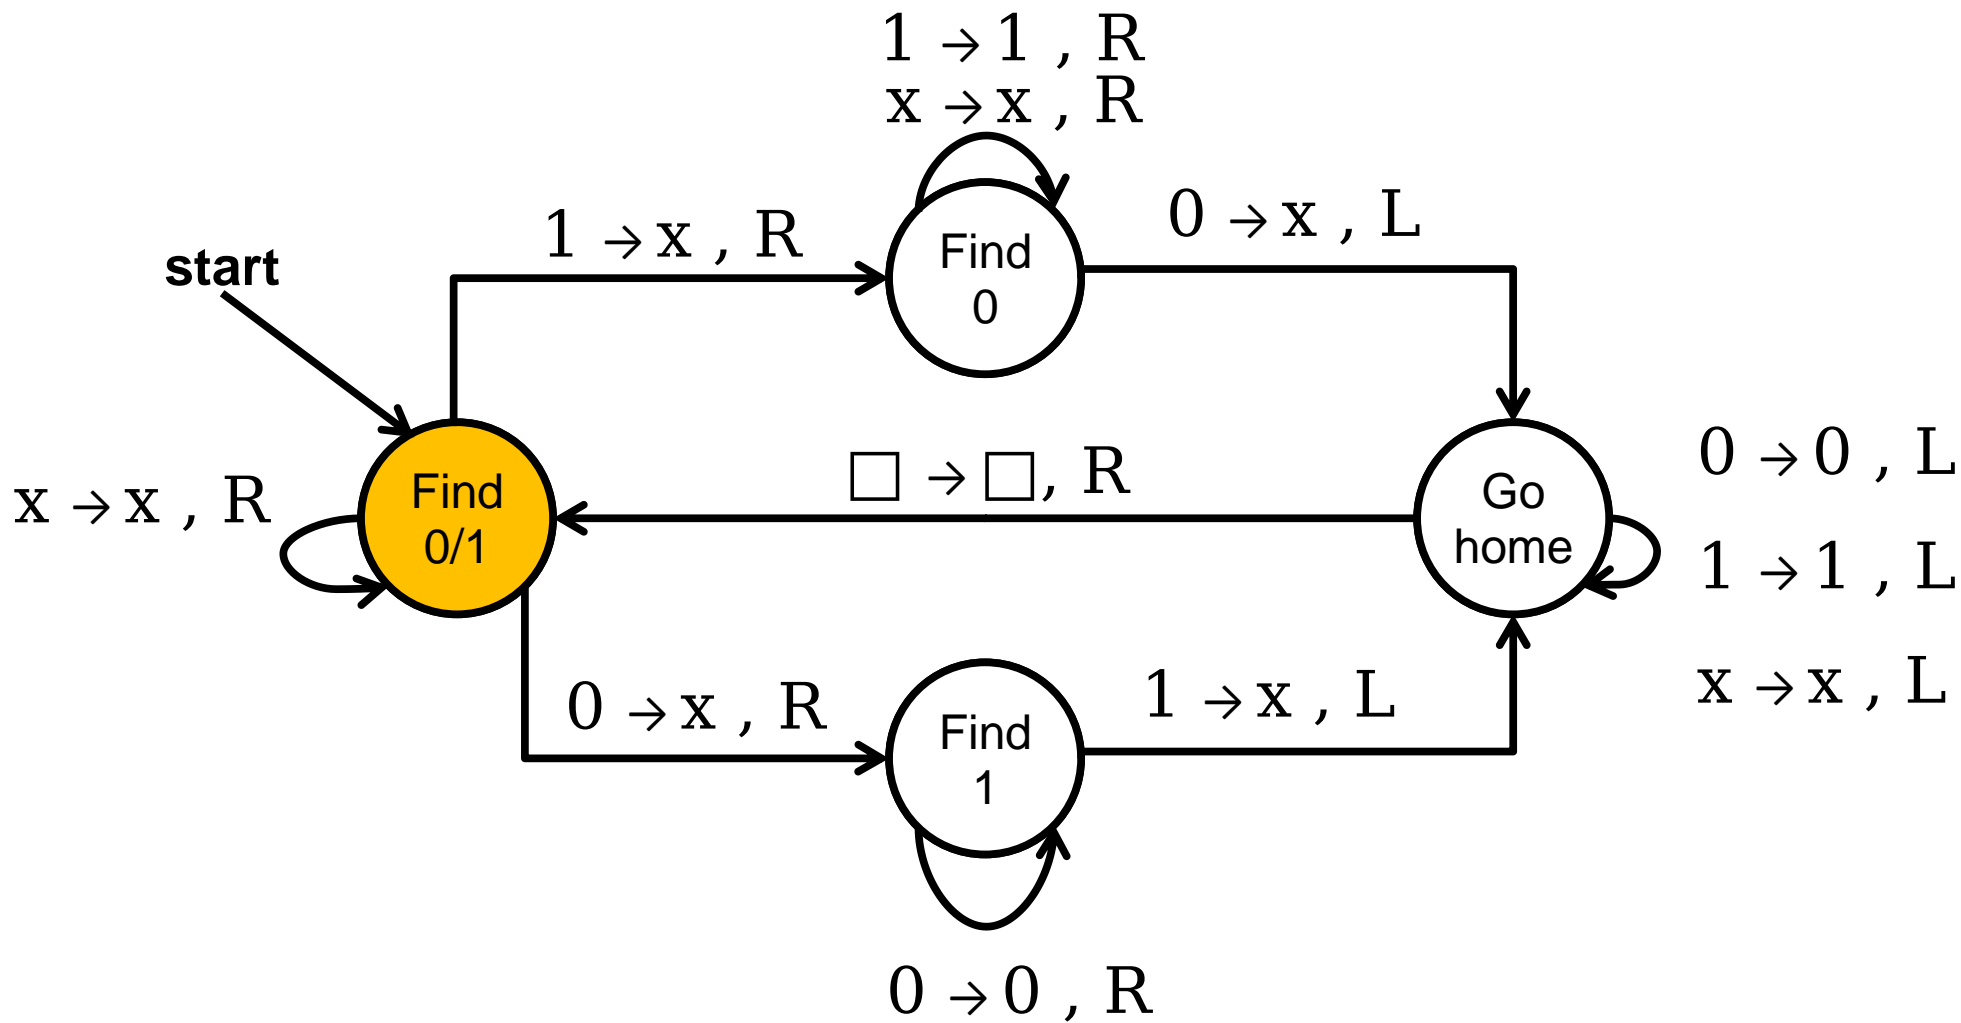 1 → 1 , R
x → x , R
0 → x , L
1 → x , R
start
Find
0
□ → □, R
0 → 0 , L
x → x , R
Find
0/1
Go
home
1 → 1 , L
x → x , L
0 → x , R
1 → x , L
Find
1
0 → 0 , R